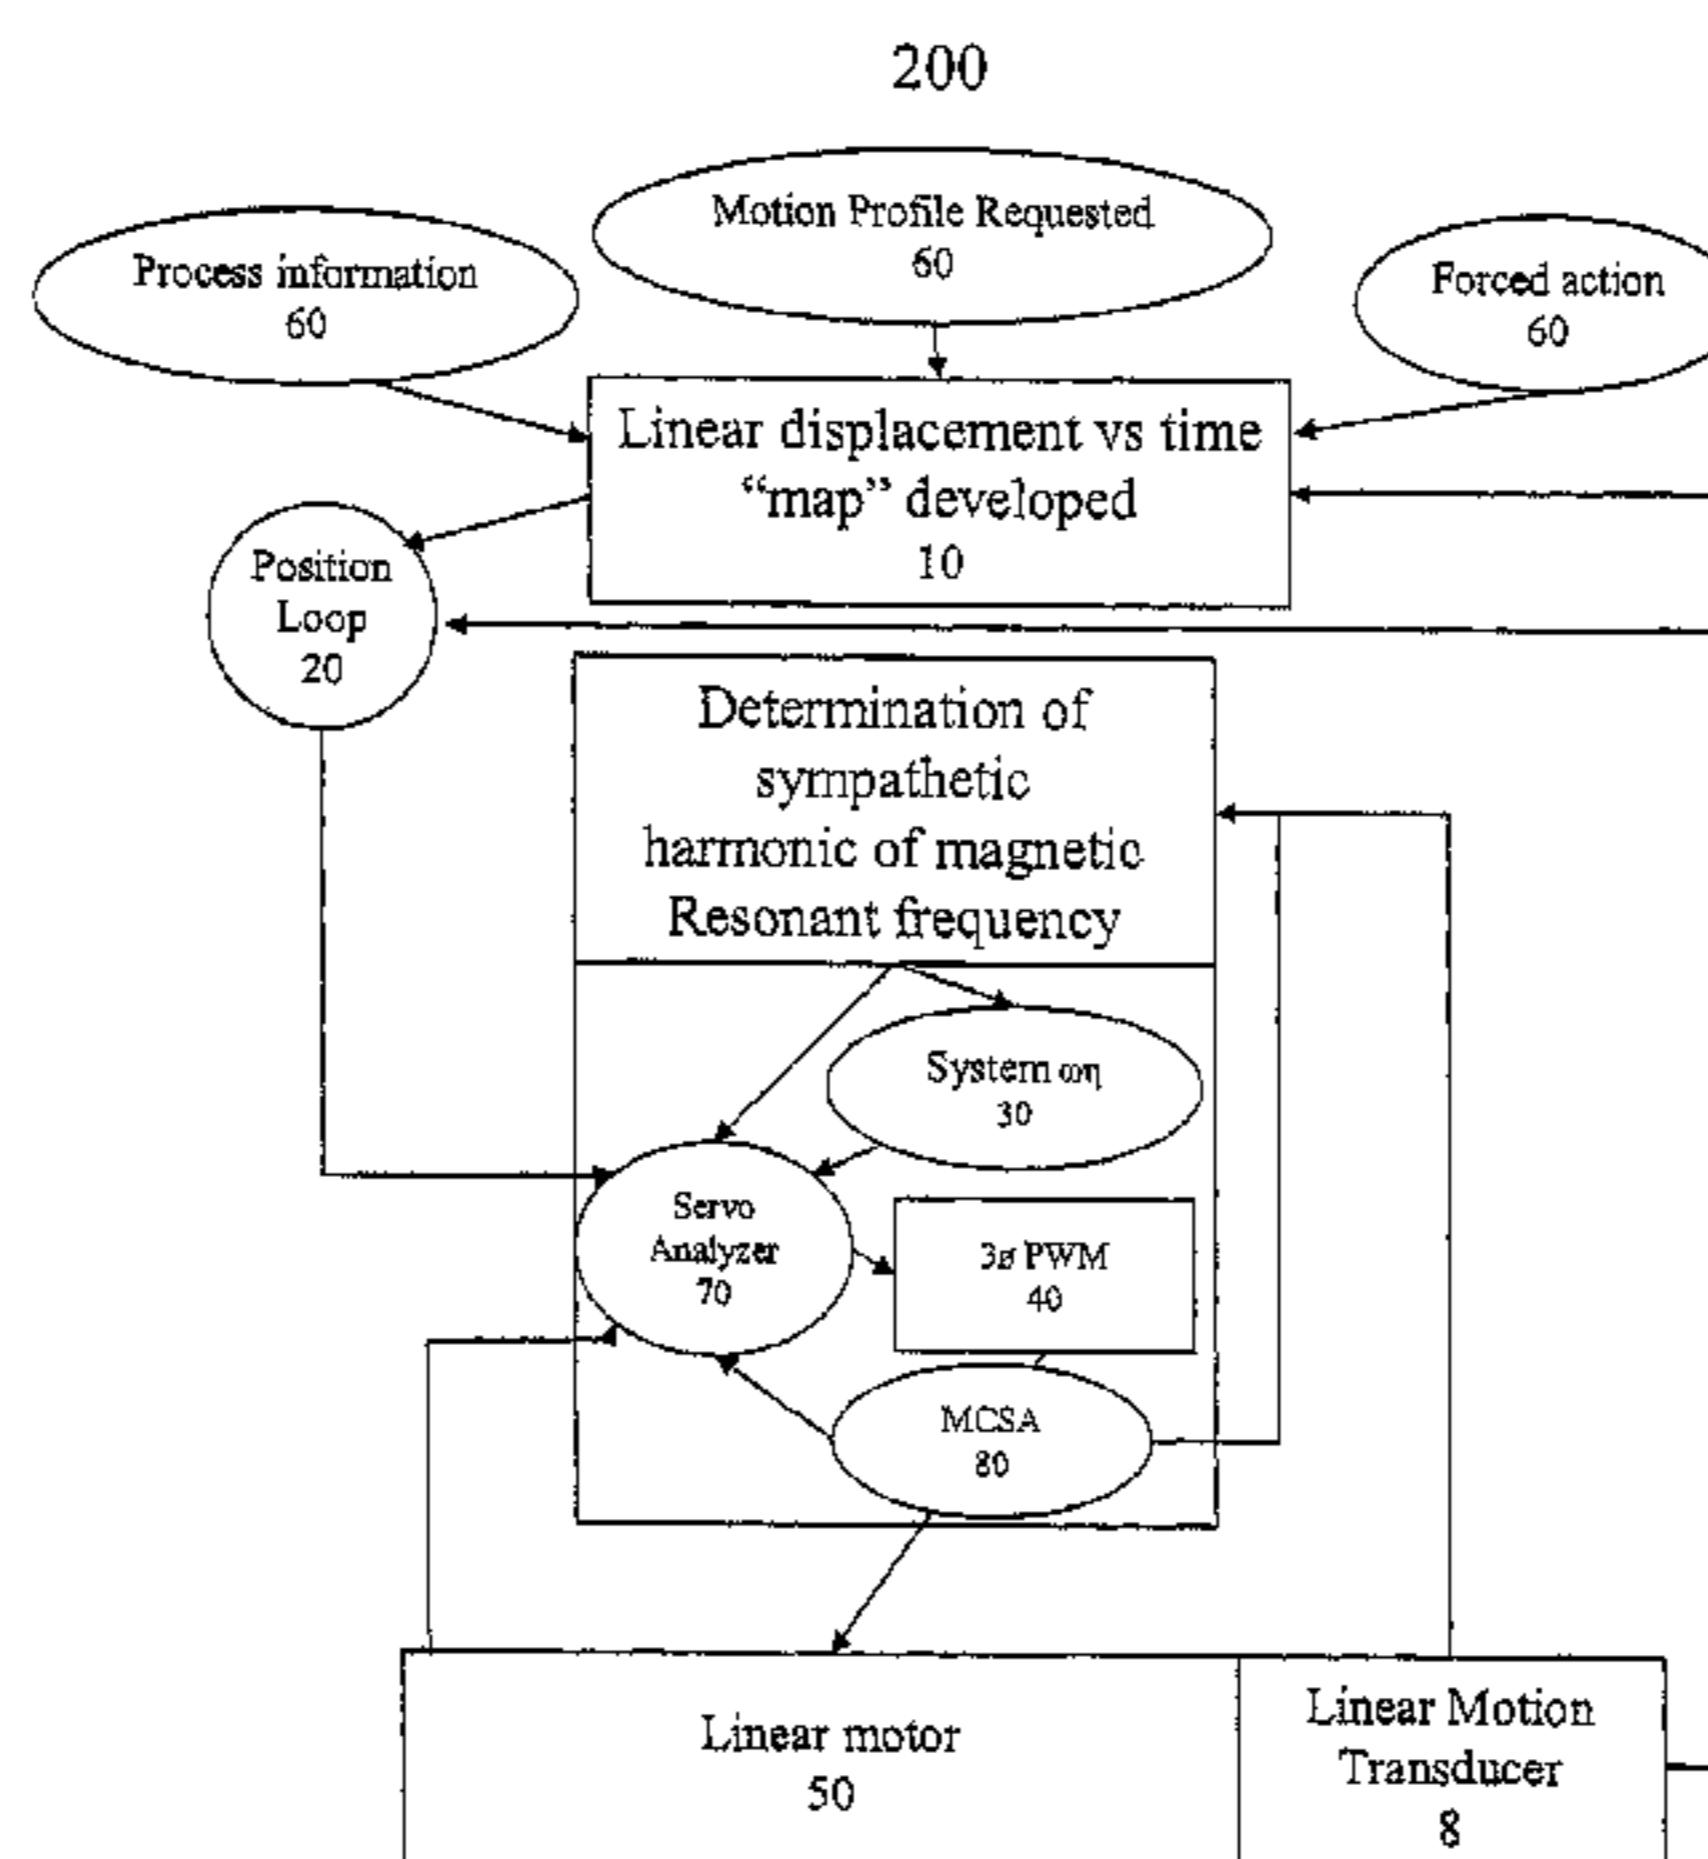 200
Motion Profile Requested
60
Process information
60
Forced action
60
Linear displacement vs time
“map” developed
10
Position
Loop
20
Determination of
sympathetic
harmonic of magnetic
Resonant frequency
System ωη
30
Servo
Analyzer
70
3ø PWM
40
MCSA
80
Linear motor
50
Linear Motion
Transducer
8